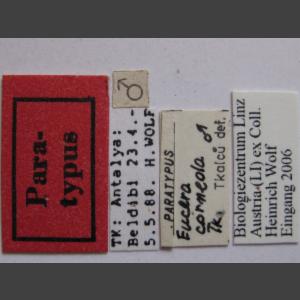 Para-
typus
♂
TK: Antalya:
Beldibi 23.4.-
5.5.88. H.WOLF
PARATYPUS
Eucera ♂
corneola
Tk.
Tkalců det.
Biologiezentrum Linz
Austria-(LI) ex Coll.
Heinrich Wolf
Eingang 2006